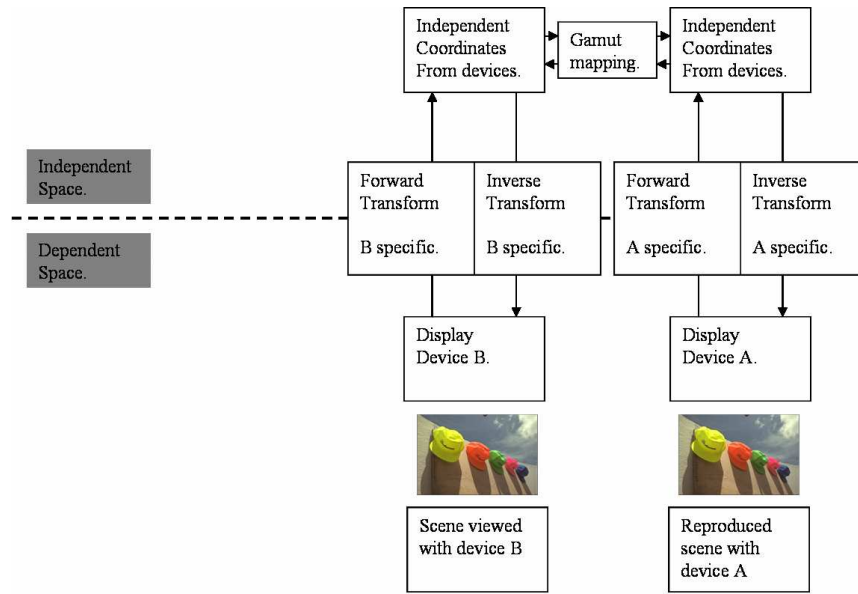 Independent
Coordinates
From devices.
Gamut
mapping.
Independent
Coordinates
From devices.
Independent
Space.
Dependent
Space.
Forward
Transform
B specific.
Inverse
Transform
B specific.
Forward
Transform
A specific.
Inverse
Transform
A specific.
Display
Device B.
Display
Device A.
Scene viewed
with device B
Reproduced
scene with
device A